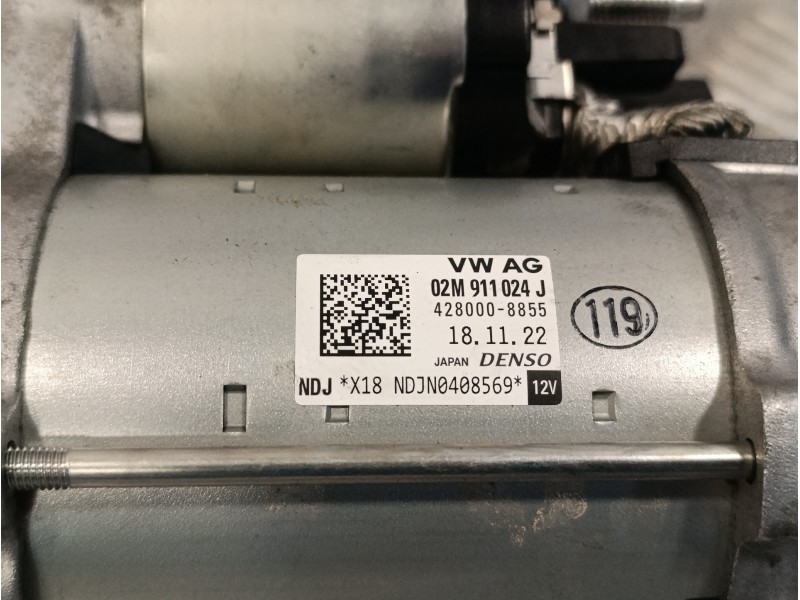 VW AG
02M 911 024 J
428000-8855
18.11.22
JAPAN DENSO
NDJ *X18 NDJN0408569* 12V
119